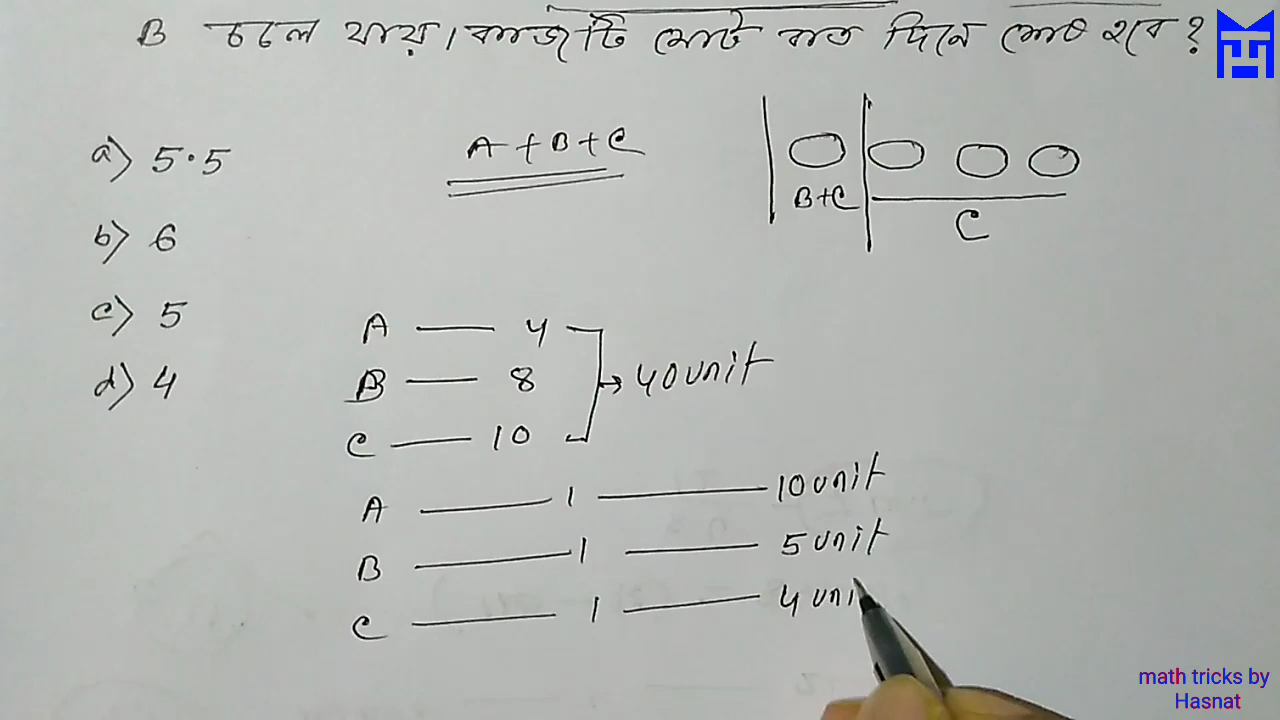 B চলে যায়। কাজটি মোট কত দিনে শেষ হবে?
a) 5.5
A + B + C
b) 6
B+C
C
c) 5
d) 4
A — 4
B — 8
C — 10
→ 40 unit
A — 1 — 10 unit
B — 1 — 5 unit
C — 1 — 4 uni
math tricks by
Hasnat